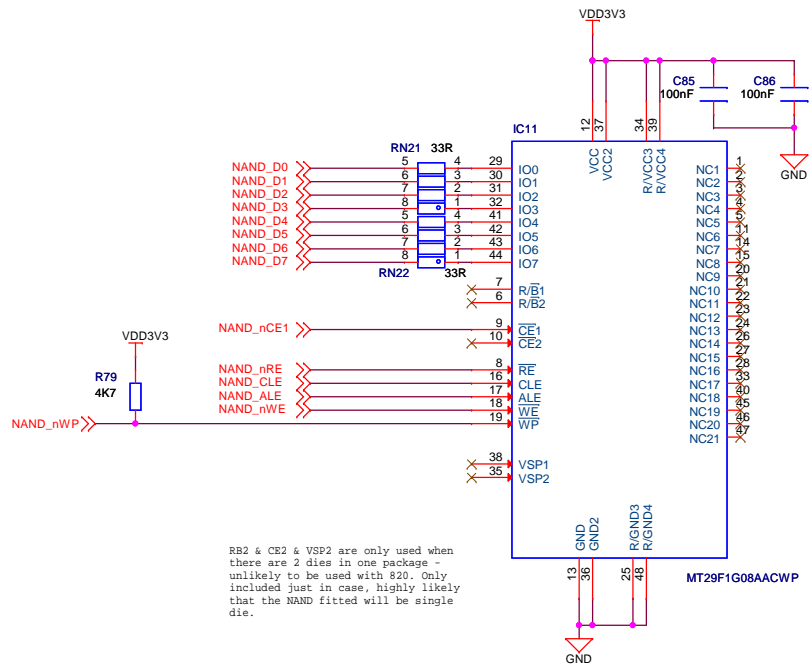 VDD3V3
C85
100nF
C86
100nF
GND
IC11
12
37
34
39
VCC
VCC2
R/VCC3
R/VCC4
RN21 33R
NAND_D0 5 4 29 IO0
NAND_D1 6 3 30 IO1
NAND_D2 7 2 31 IO2
NAND_D3 8 1 32 IO3
NAND_D4 5 4 41 IO4
NAND_D5 6 3 42 IO5
NAND_D6 7 2 43 IO6
NAND_D7 8 1 44 IO7
RN22 33R
7 R/B1
6 R/B2
NAND_nCE1 9 CE1
10 CE2
VDD3V3
R79
4K7
NAND_nRE 8 RE
NAND_CLE 16 CLE
NAND_ALE 17 ALE
NAND_nWE 18 WE
NAND_nWP 19 WP
38 VSP1
35 VSP2
NC1 1
NC2 2
NC3 3
NC4 4
NC5 5
NC6 11
NC7 14
NC8 15
NC9 20
NC10 21
NC11 22
NC12 23
NC13 24
NC14 26
NC15 27
NC16 28
NC17 33
NC18 40
NC19 45
NC20 46
NC21 47
GND
GND2
R/GND3
R/GND4
13
36
25
48
MT29F1G08AACWP
GND
RB2 & CE2 & VSP2 are only used when
there are 2 dies in one package -
unlikely to be used with 820. Only
included just in case, highly likely
that the NAND fitted will be single
die.